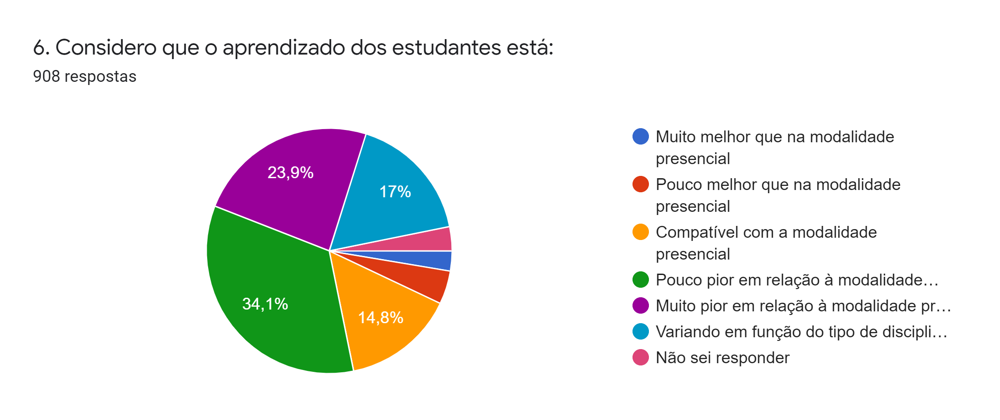 6. Considero que o aprendizado dos estudantes está:
908 respostas
23,9%
17%
34,1%
14,8%
Muito melhor que na modalidade
presencial
Pouco melhor que na modalidade
presencial
Compatível com a modalidade
presencial
Pouco pior em relação à modalidade…
Muito pior em relação à modalidade pr…
Variando em função do tipo de discipli…
Não sei responder